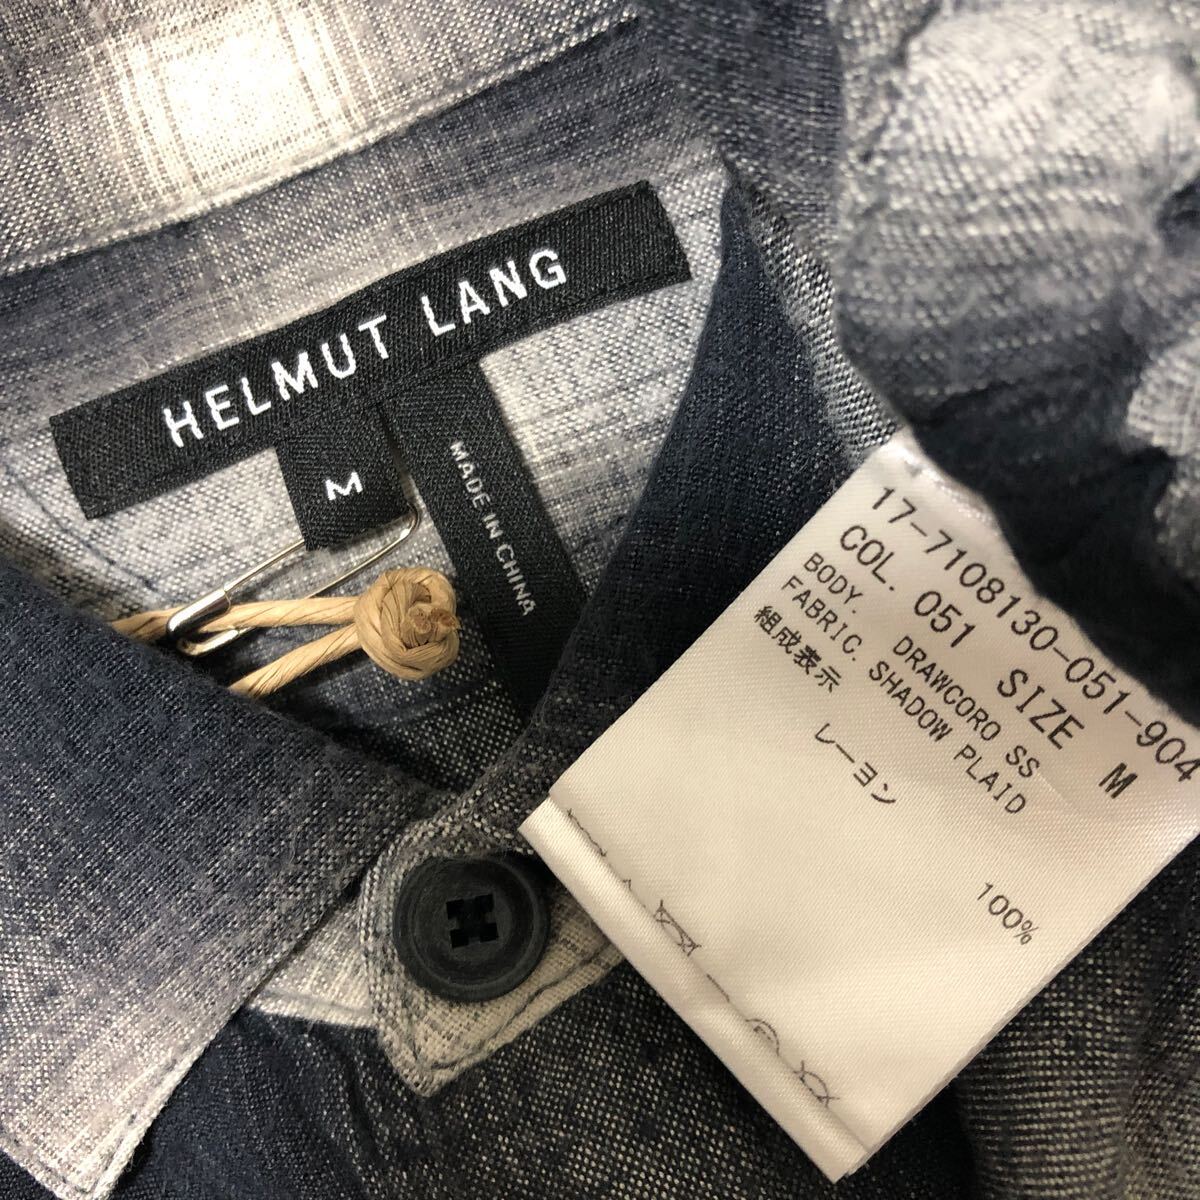 HELMUT LANG
M
MADE IN CHINA
17-7108130-051-904
COL. 051 SIZE M
BODY. DRAWCORO SS
FABRIC. SHADOW PLAID
組成表示
レーヨン 100%